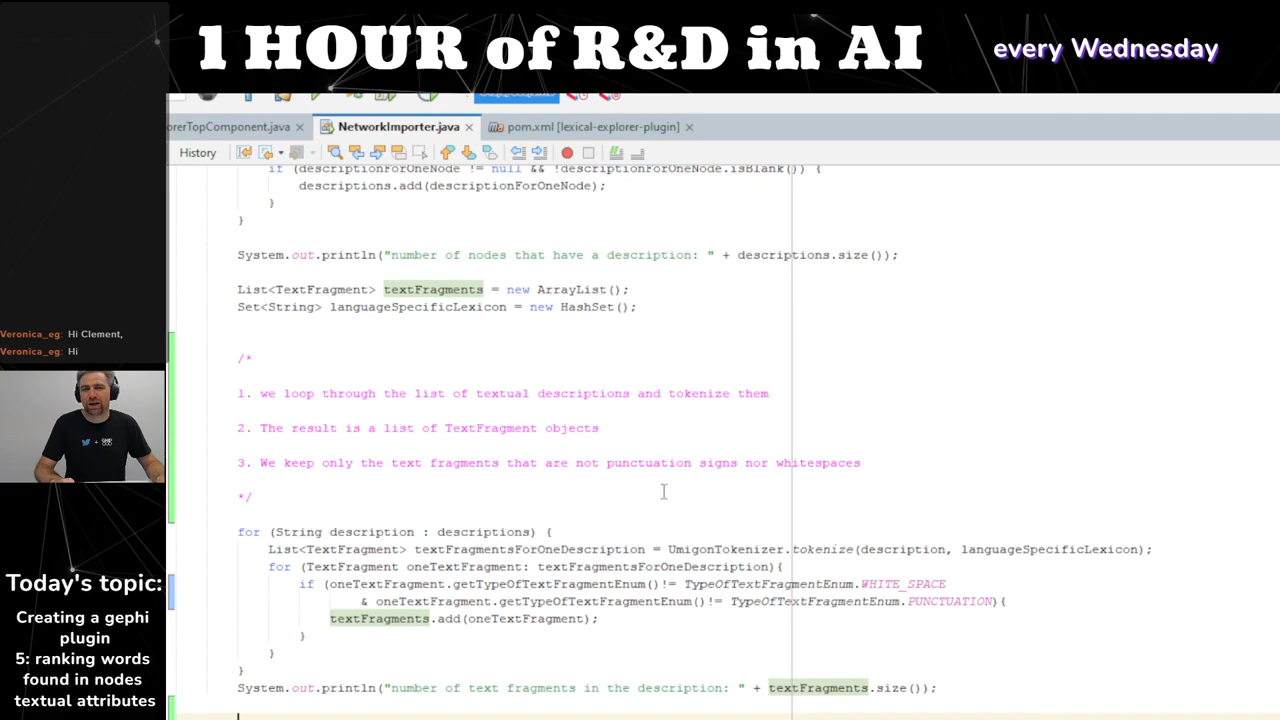 1 HOUR of R&D in AI
every Wednesday
orerTopComponent.java
NetworkImporter.java
pom.xml [lexical-explorer-plugin]
History
if (descriptionForOneNode != null && !descriptionForOneNode.isBlank()) {
descriptions.add(descriptionForOneNode);
}
}
System.out.println("number of nodes that have a description: " + descriptions.size());
List<TextFragment> textFragments = new ArrayList();
Set<String> languageSpecificLexicon = new HashSet();
/*
1. we loop through the list of textual descriptions and tokenize them
2. The result is a list of TextFragment objects
3. We keep only the text fragments that are not punctuation signs nor whitespaces
*/
for (String description : descriptions) {
List<TextFragment> textFragmentsForOneDescription = UmigonTokenizer.tokenize(description, languageSpecificLexicon);
for (TextFragment oneTextFragment: textFragmentsForOneDescription){
if (oneTextFragment.getTypeOfTextFragmentEnum()!= TypeOfTextFragmentEnum.WHITE_SPACE
& oneTextFragment.getTypeOfTextFragmentEnum()!= TypeOfTextFragmentEnum.PUNCTUATION){
textFragments.add(oneTextFragment);
}
}
}
System.out.println("number of text fragments in the description: " + textFragments.size());
Veronica_eg: Hi Clement,
Veronica_eg: Hi
Today's topic:
Creating a gephi
plugin
5: ranking words
found in nodes
textual attributes